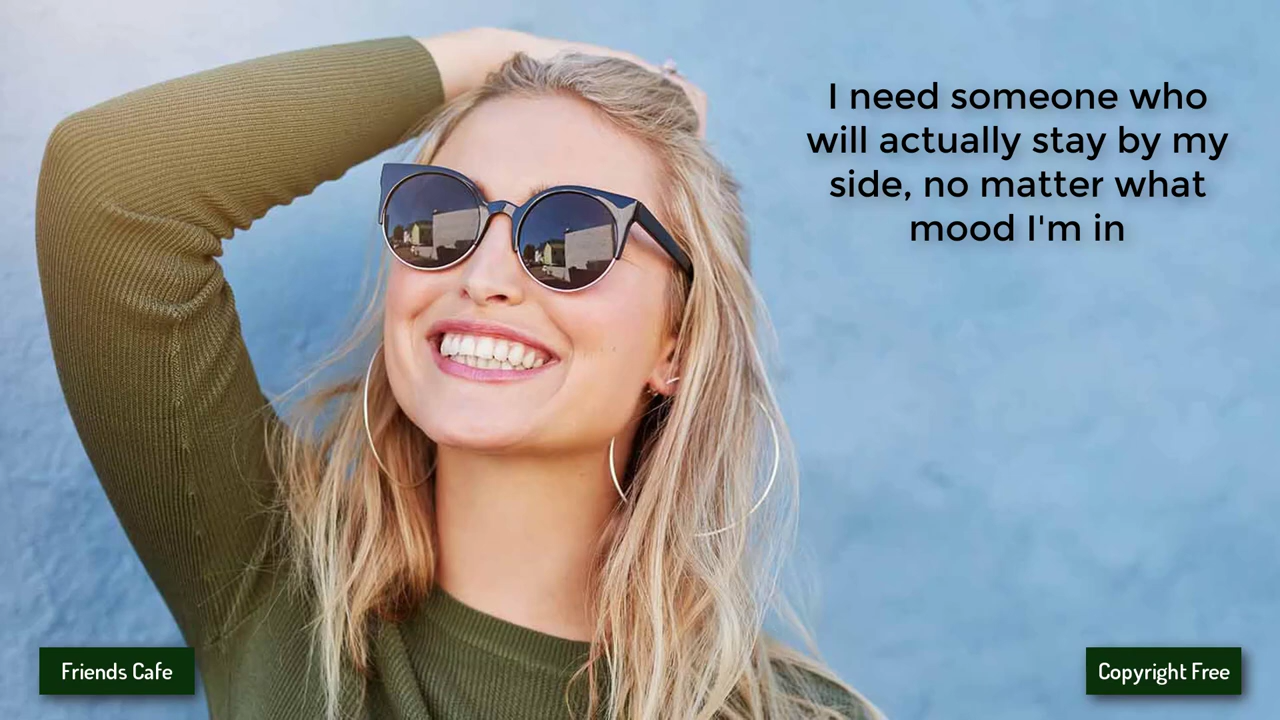 I need someone who
will actually stay by my
side, no matter what
mood I'm in
Friends Cafe
Copyright Free